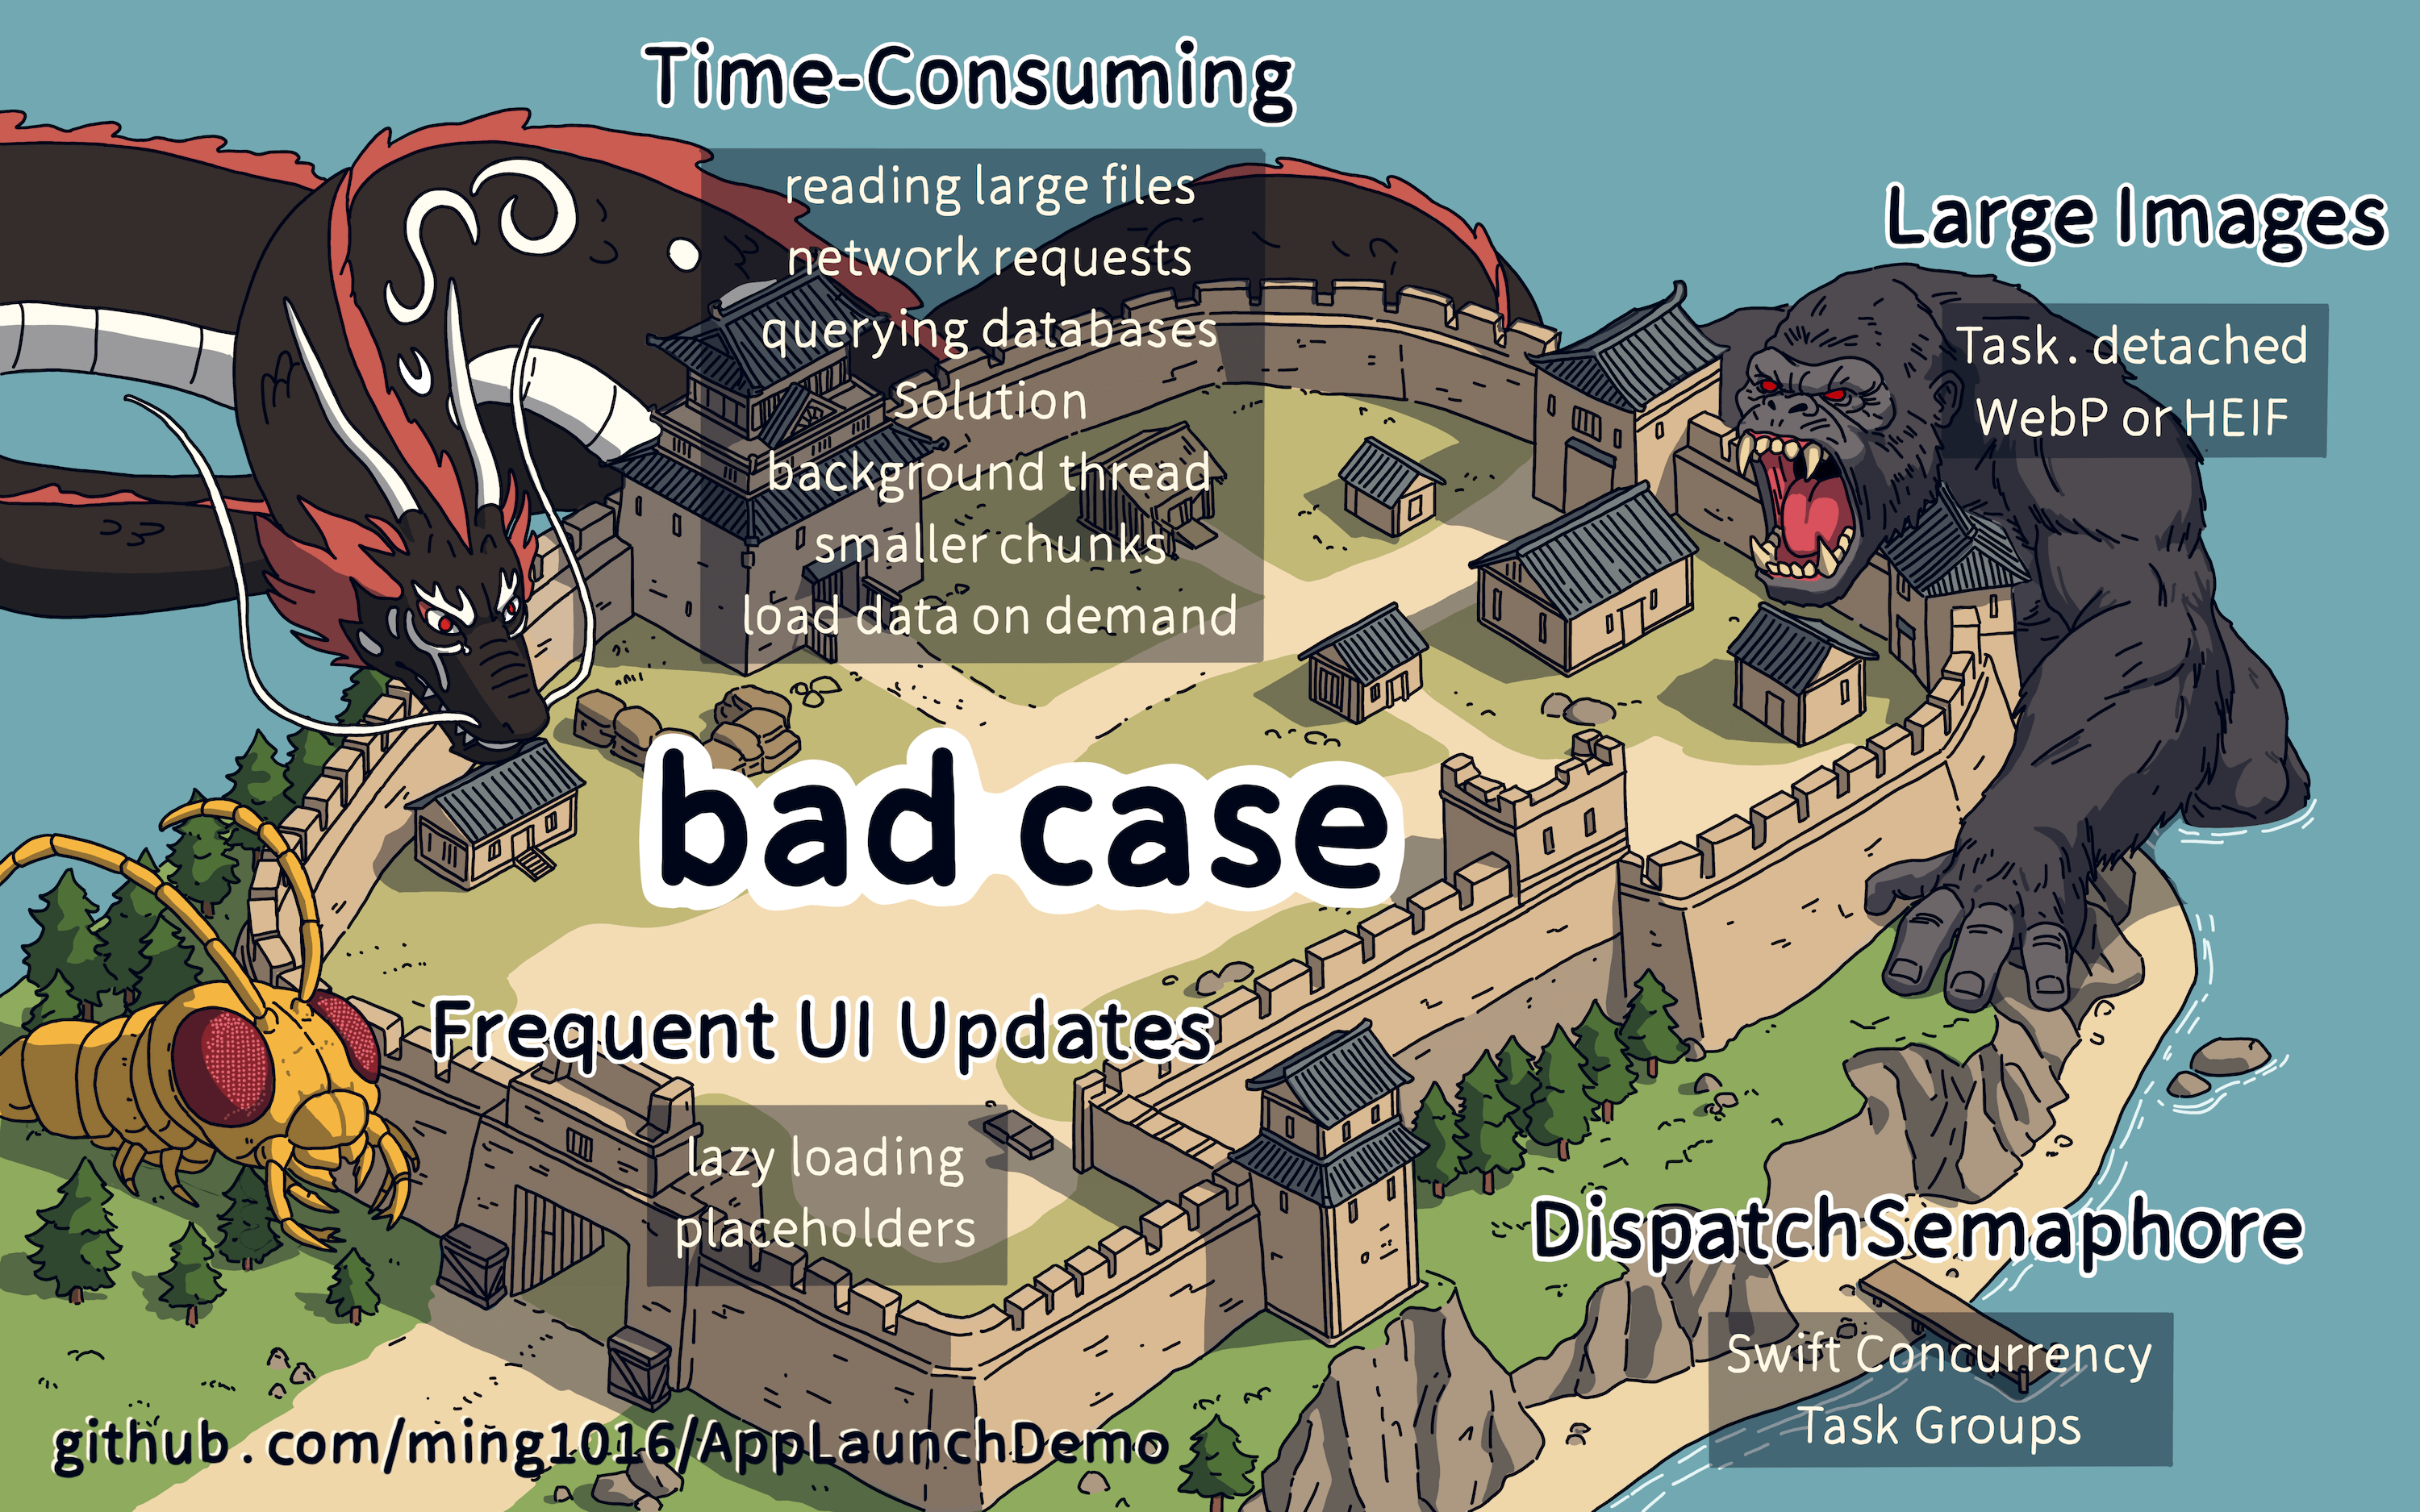 Time-Consuming
reading large files
network requests
querying databases
Solution
background thread
smaller chunks
load data on demand
Large Images
Task.detached
WebP or HEIF
bad case
Frequent UI Updates
lazy loading
placeholders
DispatchSemaphore
Swift Concurrency
Task Groups
github.com/ming1016/AppLaunchDemo